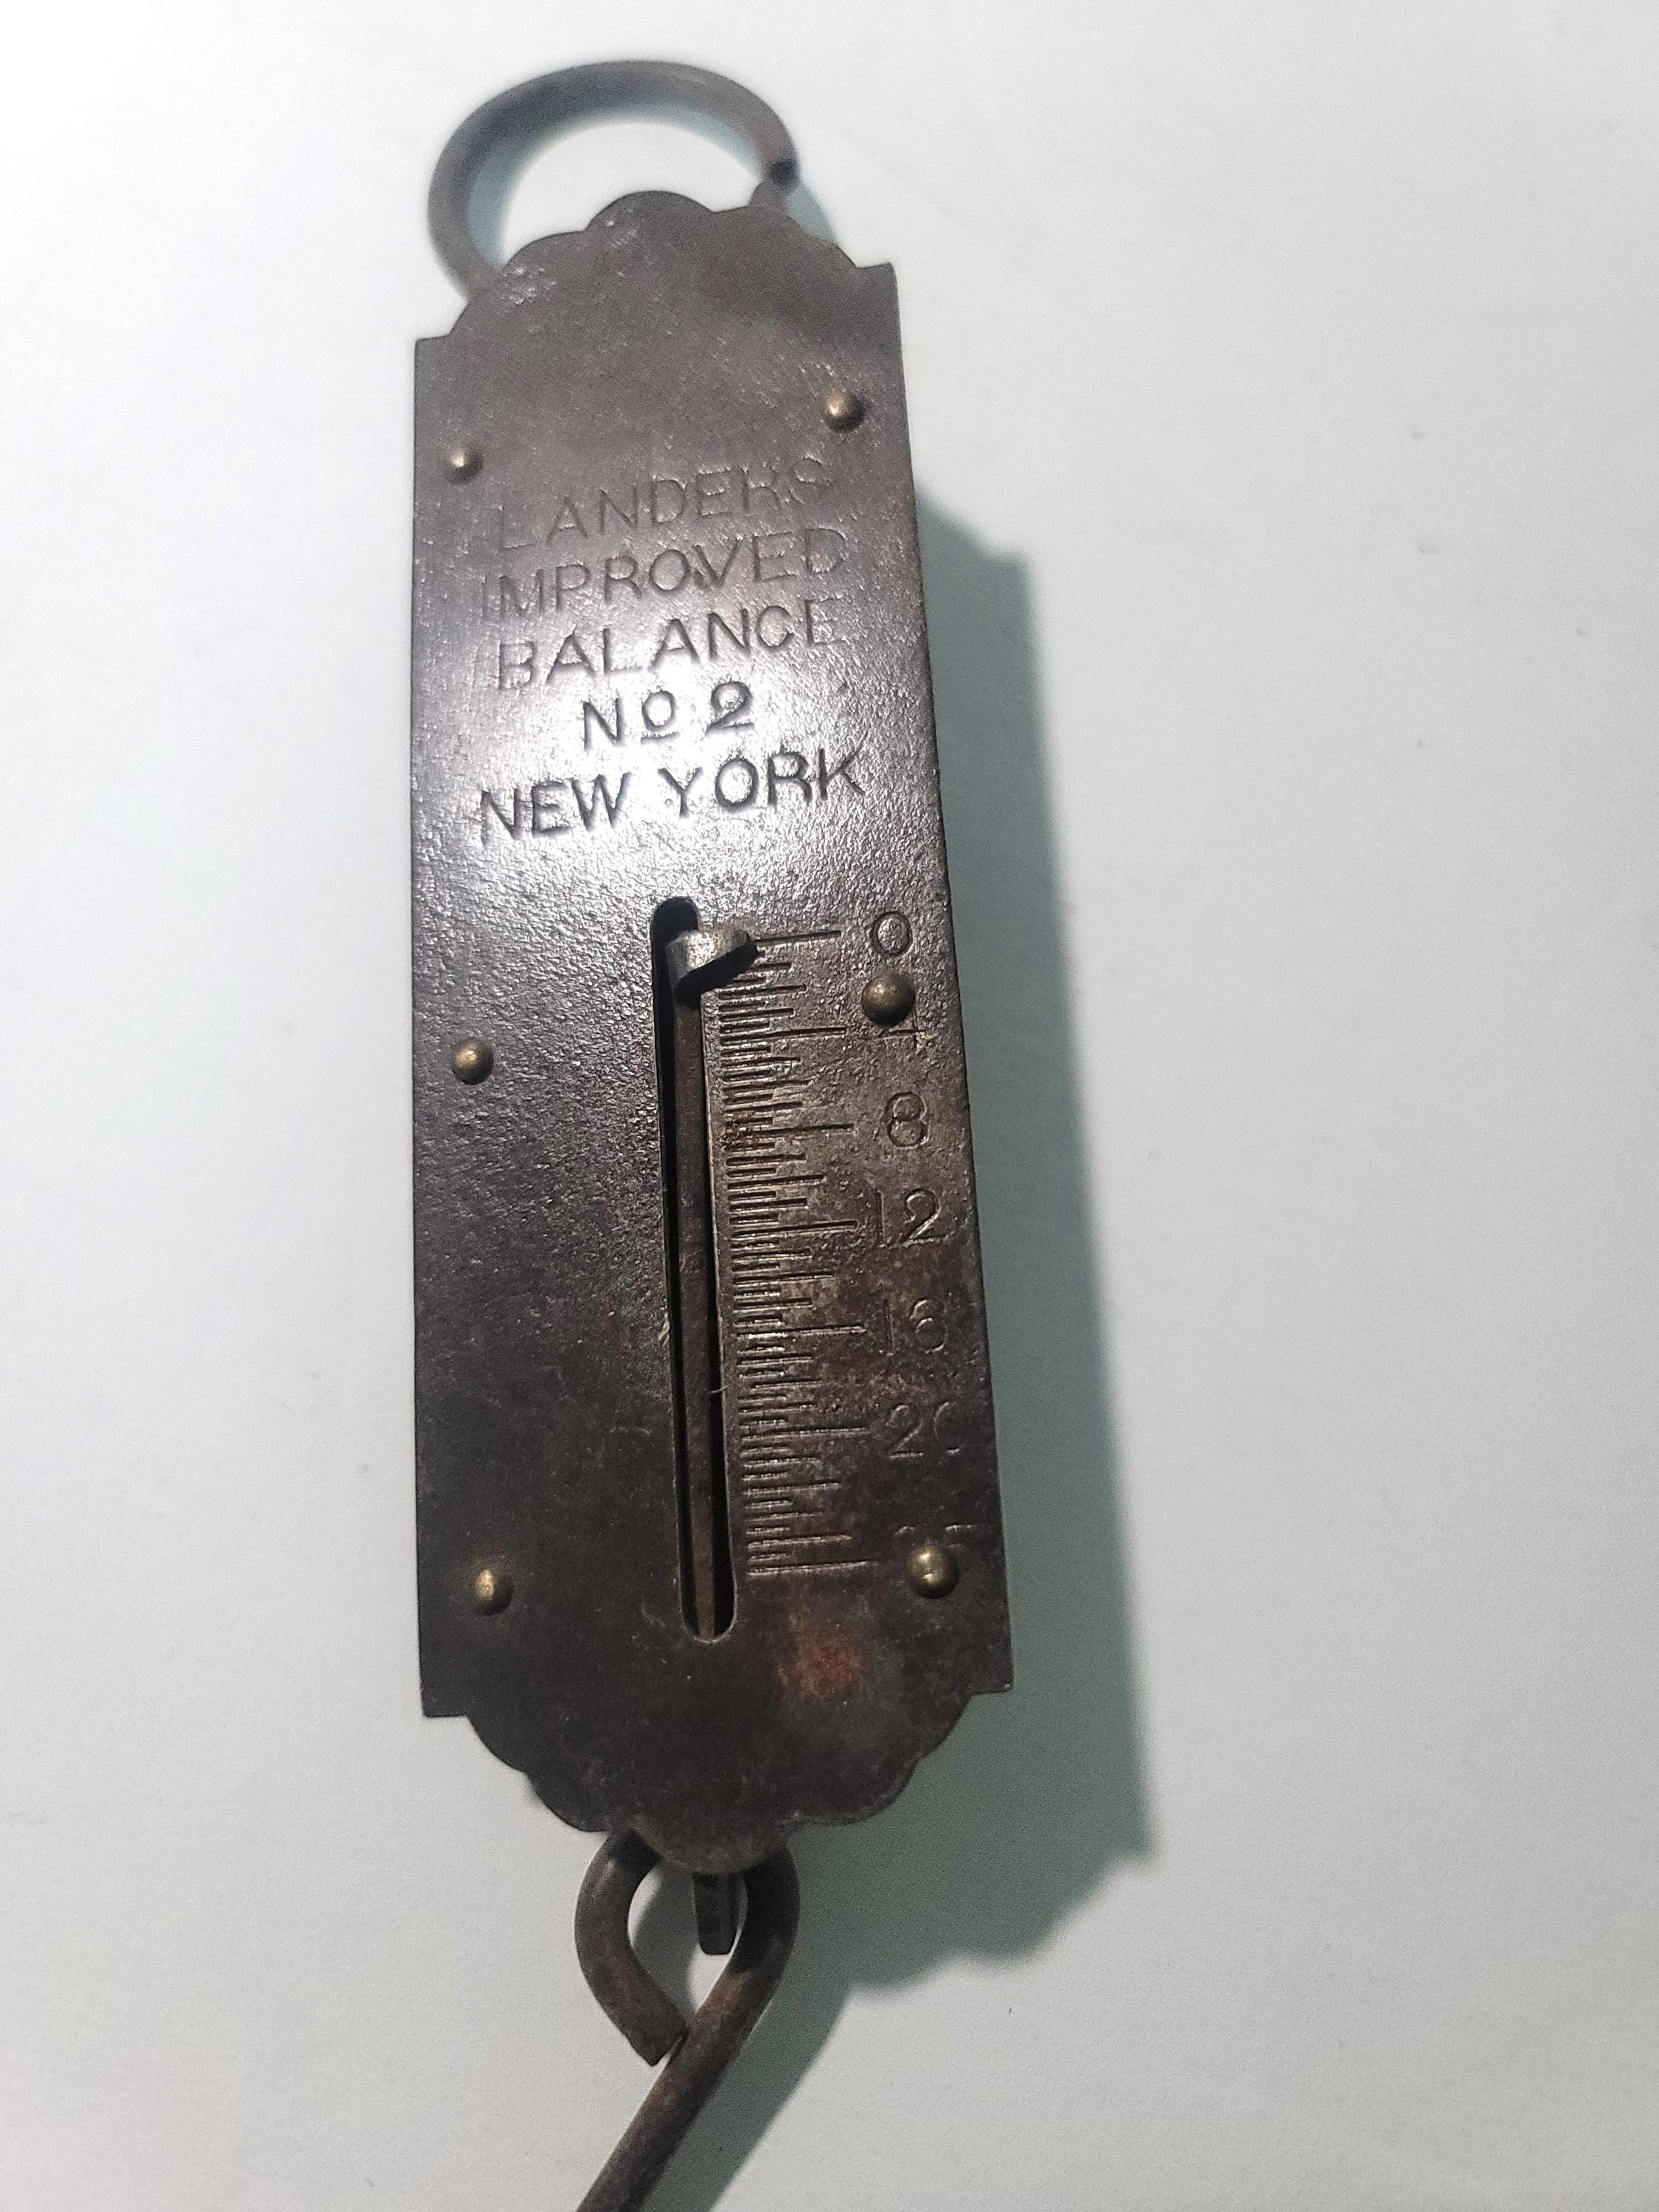 LANDERS
IMPROVED
BALANCE
No 2
NEW YORK
0
4
8
12
16
20